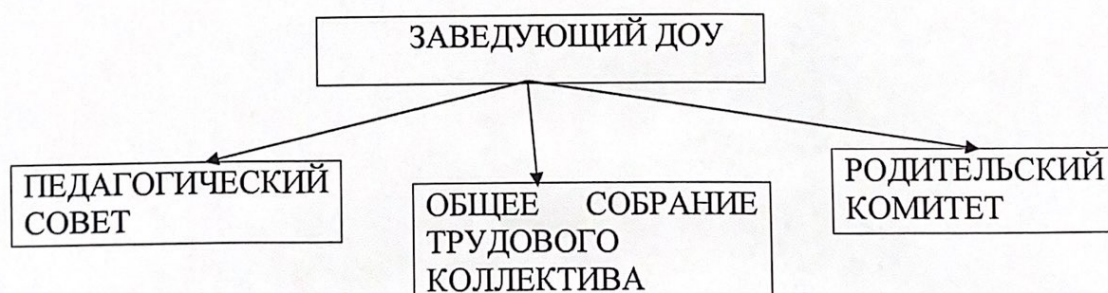 ЗАВЕДУЮЩИЙ ДОУ
ПЕДАГОГИЧЕСКИЙ
СОВЕТ
ОБЩЕЕ СОБРАНИЕ
ТРУДОВОГО
КОЛЛЕКТИВА
РОДИТЕЛЬСКИЙ
КОМИТЕТ